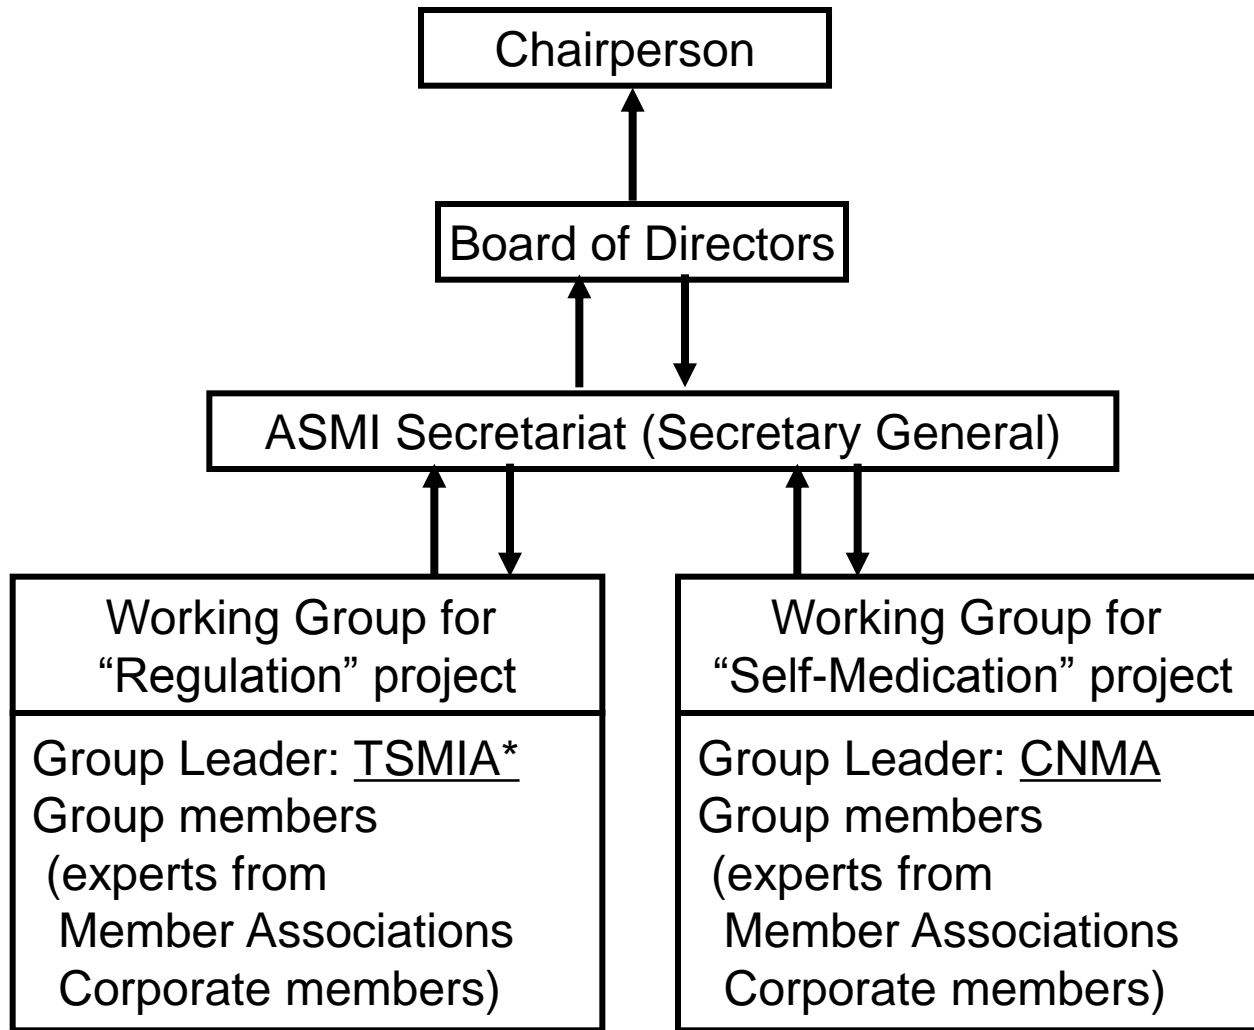 Chairperson
Board of Directors
ASMI Secretariat (Secretary General)
Working Group for
“Regulation” project
Group Leader: TSMIA*
Group members
(experts from
Member Associations
Corporate members)
Working Group for
“Self-Medication” project
Group Leader: CNMA
Group members
(experts from
Member Associations
Corporate members)